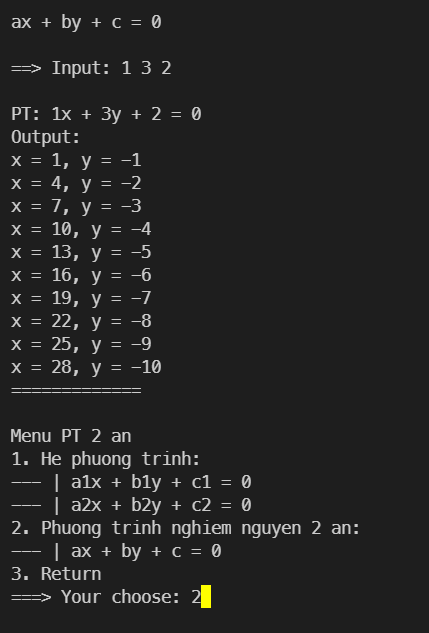 ax + by + c = 0
==> Input: 1 3 2
PT: 1x + 3y + 2 = 0
Output:
x = 1, y = -1
x = 4, y = -2
x = 7, y = -3
x = 10, y = -4
x = 13, y = -5
x = 16, y = -6
x = 19, y = -7
x = 22, y = -8
x = 25, y = -9
x = 28, y = -10
=============
Menu PT 2 an
1. He phuong trinh:
--- | a1x + b1y + c1 = 0
--- | a2x + b2y + c2 = 0
2. Phuong trinh nghiem nguyen 2 an:
--- | ax + by + c = 0
3. Return
===> Your choose: 2